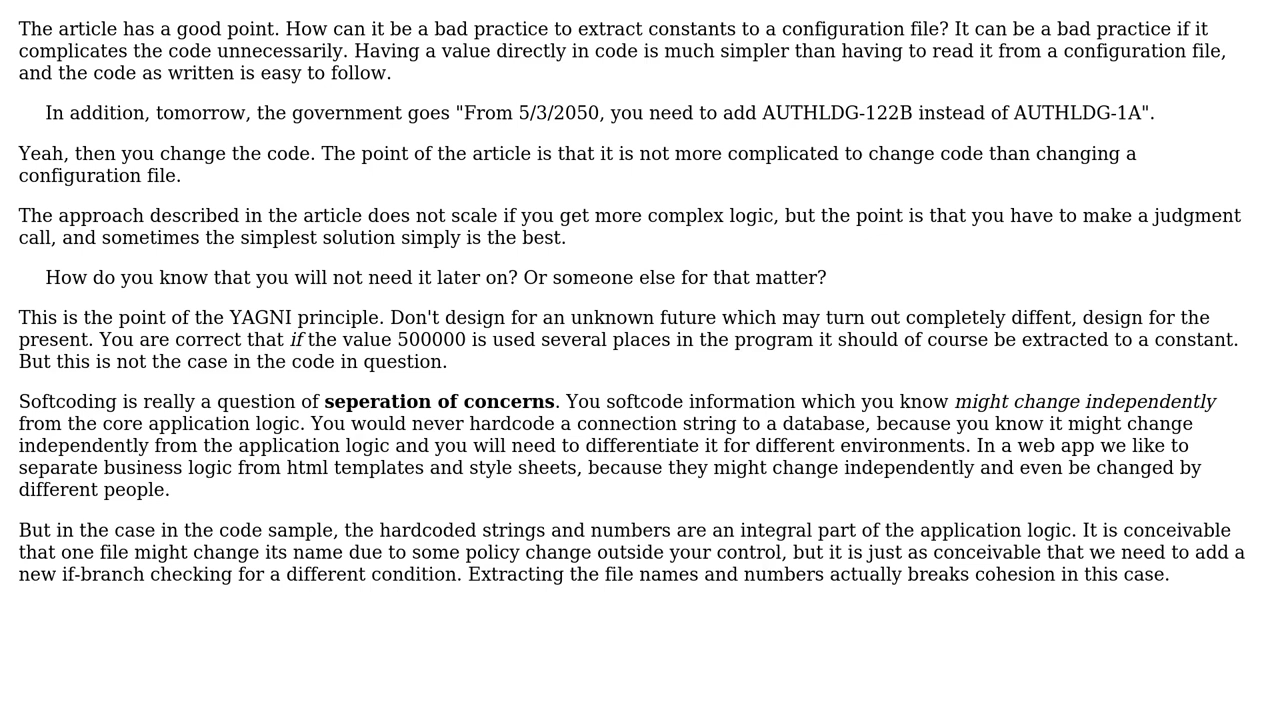 The article has a good point. How can it be a bad practice to extract constants to a configuration file? It can be a bad practice if it
complicates the code unnecessarily. Having a value directly in code is much simpler than having to read it from a configuration file,
and the code as written is easy to follow.
In addition, tomorrow, the government goes "From 5/3/2050, you need to add AUTHLDG-122B instead of AUTHLDG-1A".
Yeah, then you change the code. The point of the article is that it is not more complicated to change code than changing a
configuration file.
The approach described in the article does not scale if you get more complex logic, but the point is that you have to make a judgment
call, and sometimes the simplest solution simply is the best.
How do you know that you will not need it later on? Or someone else for that matter?
This is the point of the YAGNI principle. Don't design for an unknown future which may turn out completely diffent, design for the
present. You are correct that if the value 500000 is used several places in the program it should of course be extracted to a constant.
But this is not the case in the code in question.
Softcoding is really a question of seperation of concerns. You softcode information which you know might change independently
from the core application logic. You would never hardcode a connection string to a database, because you know it might change
independently from the application logic and you will need to differentiate it for different environments. In a web app we like to
separate business logic from html templates and style sheets, because they might change independently and even be changed by
different people.
But in the case in the code sample, the hardcoded strings and numbers are an integral part of the application logic. It is conceivable
that one file might change its name due to some policy change outside your control, but it is just as conceivable that we need to add a
new if-branch checking for a different condition. Extracting the file names and numbers actually breaks cohesion in this case.